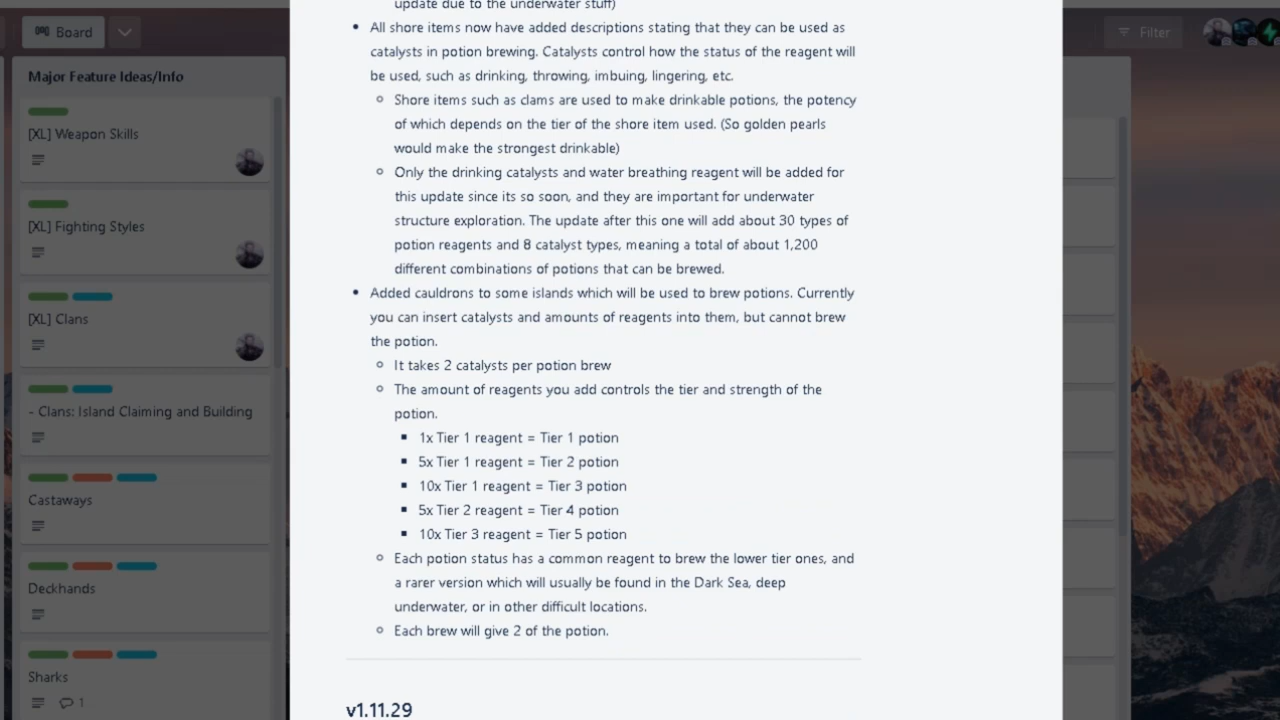 Board
Filter
Major Feature Ideas/Info
[XL] Weapon Skills
[XL] Fighting Styles
[XL] Clans
- Clans: Island Claiming and Building
Castaways
Deckhands
Sharks
1
update due to the underwater stuff)
All shore items now have added descriptions stating that they can be used as
catalysts in potion brewing. Catalysts control how the status of the reagent will
be used, such as drinking, throwing, imbuing, lingering, etc.
Shore items such as clams are used to make drinkable potions, the potency
of which depends on the tier of the shore item used. (So golden pearls
would make the strongest drinkable)
Only the drinking catalysts and water breathing reagent will be added for
this update since its so soon, and they are important for underwater
structure exploration. The update after this one will add about 30 types of
potion reagents and 8 catalyst types, meaning a total of about 1,200
different combinations of potions that can be brewed.
Added cauldrons to some islands which will be used to brew potions. Currently
you can insert catalysts and amounts of reagents into them, but cannot brew
the potion.
It takes 2 catalysts per potion brew
The amount of reagents you add controls the tier and strength of the
potion.
1x Tier 1 reagent = Tier 1 potion
5x Tier 1 reagent = Tier 2 potion
10x Tier 1 reagent = Tier 3 potion
5x Tier 2 reagent = Tier 4 potion
10x Tier 3 reagent = Tier 5 potion
Each potion status has a common reagent to brew the lower tier ones, and
a rarer version which will usually be found in the Dark Sea, deep
underwater, or in other difficult locations.
Each brew will give 2 of the potion.
v1.11.29